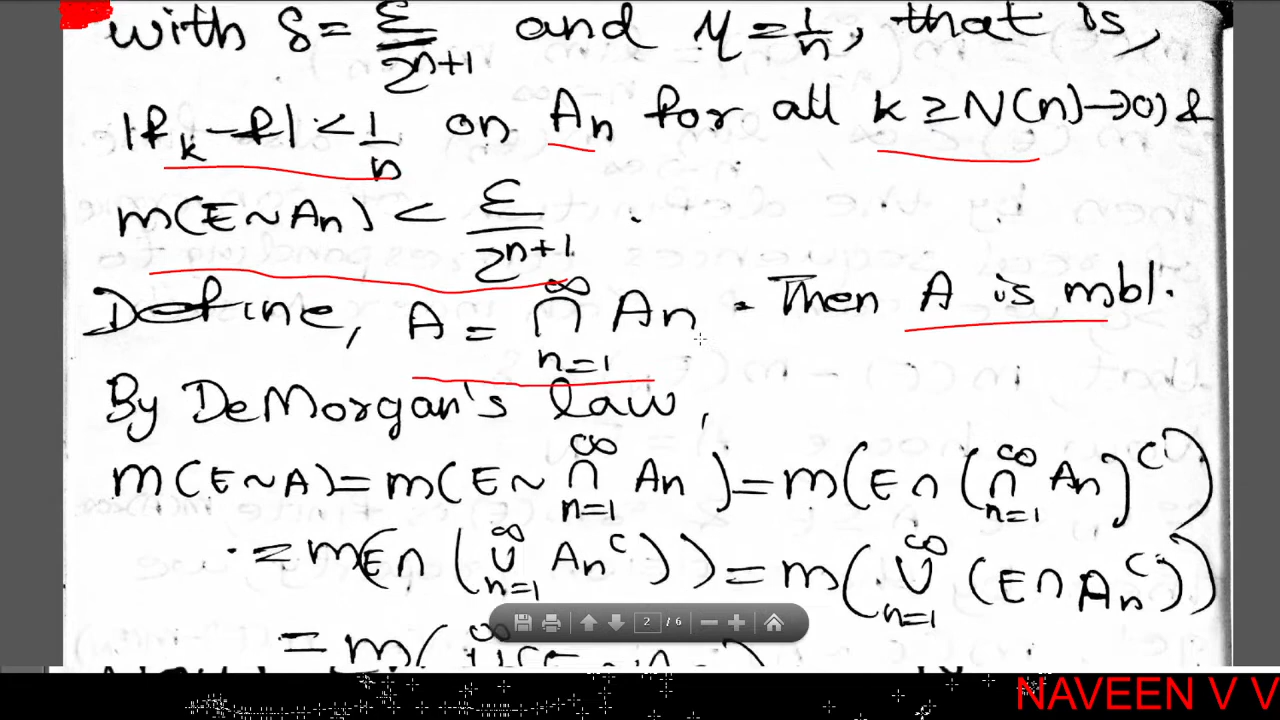 with δ = ε/2^{n+1} and η = 1/n, that is,
|f_k - f| < 1/n on A_n for all k ≥ N(n) → (1) &
m(E ~ A_n) < ε/2^{n+1} .
Define, A = ∩_{n=1}^{∞} A_n . Then A is mbl.
By DeMorgan's law,
m(E ~ A) = m(E ~ ∩_{n=1}^{∞} A_n) = m(E ∩ (∩_{n=1}^{∞} A_n)^c)
= m(E ∩ (∪_{n=1}^{∞} A_n^c)) = m(∪_{n=1}^{∞} (E ∩ A_n^c))
2 / 6
= m(
NAVEEN V V